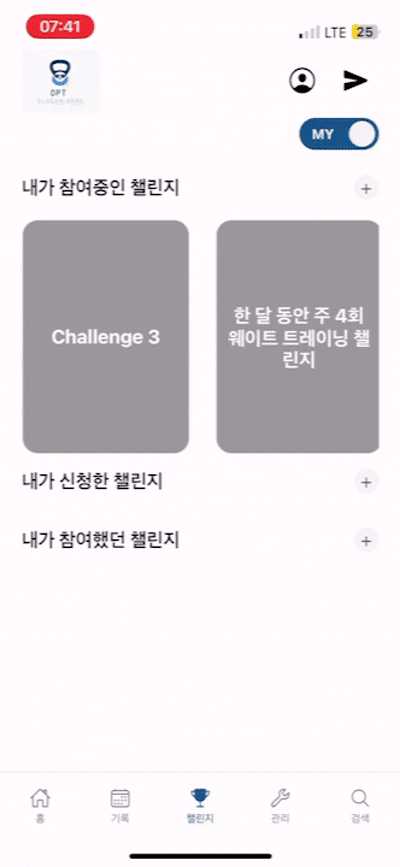 07:41
LTE 25
OPT
MY
내가 참여중인 챌린지
+
Challenge 3
한 달 동안 주 4회
웨이트 트레이닝 챌
린지
내가 신청한 챌린지
+
내가 참여했던 챌린지
+
홈
기록
챌린지
관리
검색